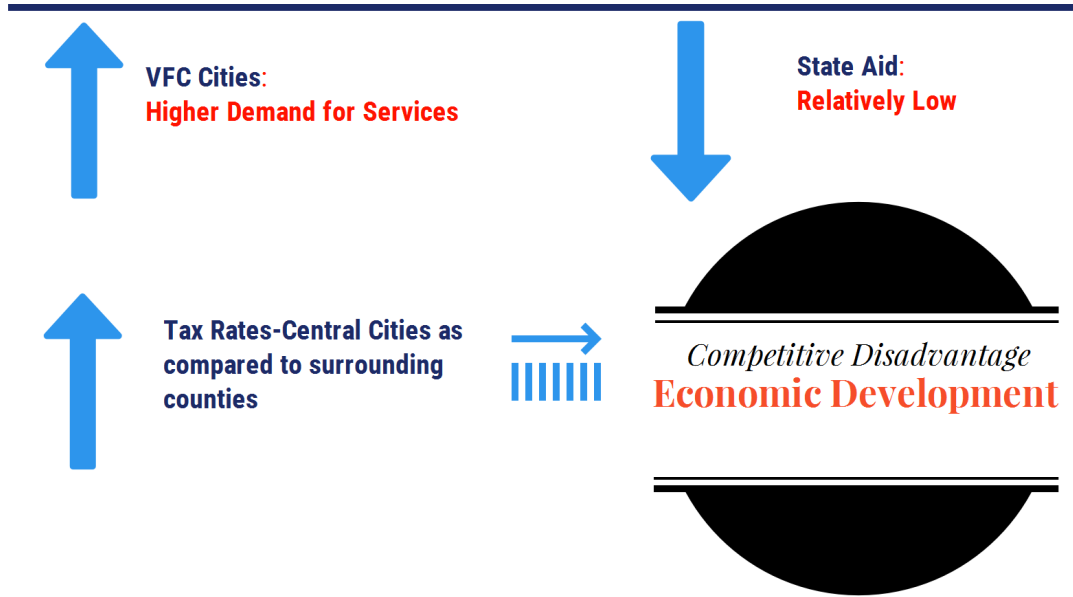 VFC Cities:
Higher Demand for Services
State Aid:
Relatively Low
Tax Rates-Central Cities as
compared to surrounding
counties
Competitive Disadvantage
Economic Development